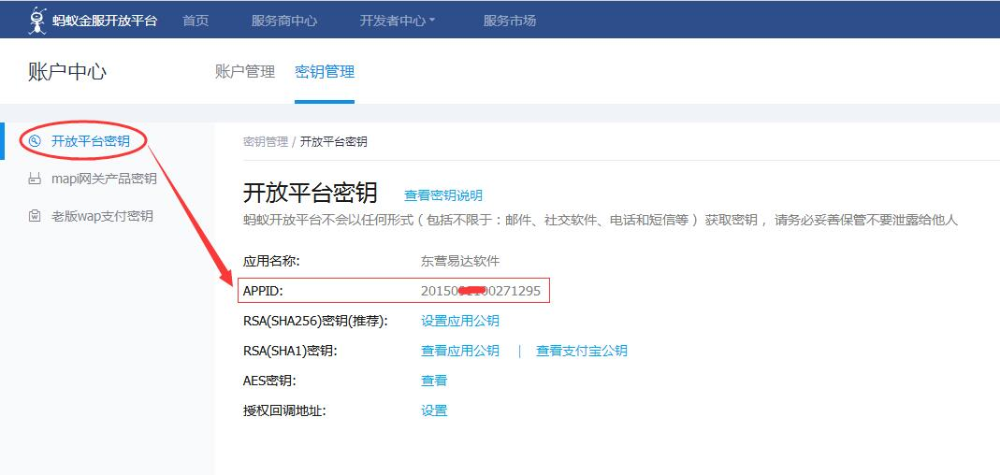 蚂蚁金服开放平台 首页 服务商中心 开发者中心 服务市场
账户中心 账户管理 密钥管理
开放平台密钥
mapi网关产品密钥
老版wap支付密钥
密钥管理 / 开放平台密钥
开放平台密钥 查看密钥说明
蚂蚁开放平台不会以任何形式（包括不限于：邮件、社交软件、电话和短信等）获取密钥，请务必妥善保管不要泄露给他人
应用名称: 东营易达软件
APPID: 20150 00271295
RSA(SHA256)密钥(推荐): 设置应用公钥
RSA(SHA1)密钥: 查看应用公钥 | 查看支付宝公钥
AES密钥: 查看
授权回调地址: 设置